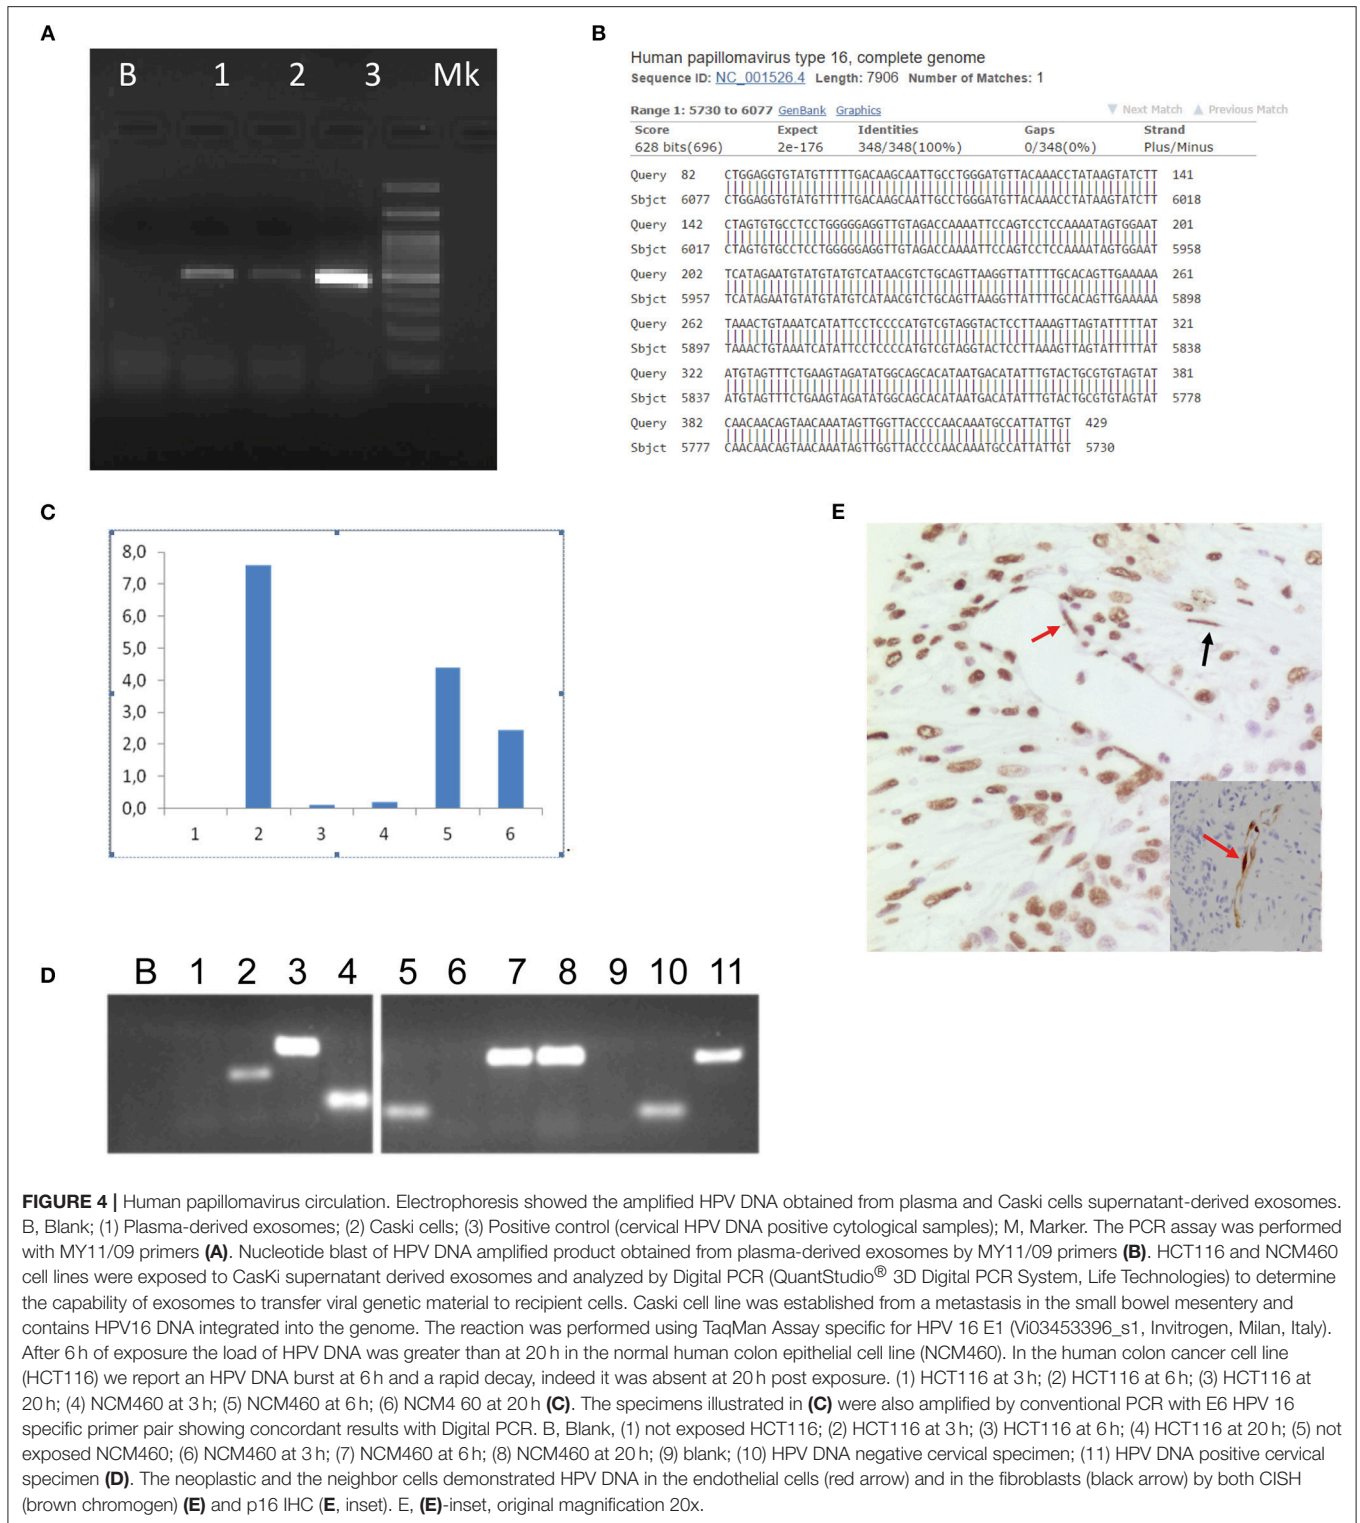 A
B 1 2 3 Mk
B
Human papillomavirus type 16, complete genome
Sequence ID: NC_001526.4 Length: 7906 Number of Matches: 1
Range 1: 5730 to 6077 GenBank Graphics ▼ Next Match ▲ Previous Match
Score Expect Identities Gaps Strand
628 bits(696) 2e-176 348/348(100%) 0/348(0%) Plus/Minus
Query 82 CTGGAGGTGTATGTTTTTGACAAGCAATTGCCTGGGATGTTACAAACCTATAAGTATCTT 141
Sbjct 6077 CTGGAGGTGTATGTTTTTGACAAGCAATTGCCTGGGATGTTACAAACCTATAAGTATCTT 6018
Query 142 CTAGTGTGCCTCCTGGGGGAGGTTGTAGACCAAAATTCCAGTCCTCCAAAATAGTGGAAT 201
Sbjct 6017 CTAGTGTGCCTCCTGGGGGAGGTTGTAGACCAAAATTCCAGTCCTCCAAAATAGTGGAAT 5958
Query 202 TCATAGAATGTATGTATGTCATAACGTCTGCAGTTAAGGTTATTTTGCACAGTTGAAAAA 261
Sbjct 5957 TCATAGAATGTATGTATGTCATAACGTCTGCAGTTAAGGTTATTTTGCACAGTTGAAAAA 5898
Query 262 TAAACTGTAAATCATATTCCTCCCCATGTCGTAGGTACTCCTTAAAGTTAGTATTTTTAT 321
Sbjct 5897 TAAACTGTAAATCATATTCCTCCCCATGTCGTAGGTACTCCTTAAAGTTAGTATTTTTAT 5838
Query 322 ATGTAGTTTCTGAAGTAGATATGGCAGCACATAATGACATATTTGTACTGCGTGTAGTAT 381
Sbjct 5837 ATGTAGTTTCTGAAGTAGATATGGCAGCACATAATGACATATTTGTACTGCGTGTAGTAT 5778
Query 382 CAACAACAGTAACAAATAGTTGGTTACCCCAACAAATGCCATTATTGT 429
Sbjct 5777 CAACAACAGTAACAAATAGTTGGTTACCCCAACAAATGCCATTATTGT 5730
C
8,0
7,0
6,0
5,0
4,0
3,0
2,0
1,0
0,0
1 2 3 4 5 6
E
D
B 1 2 3 4 5 6 7 8 9 10 11
FIGURE 4 | Human papillomavirus circulation. Electrophoresis showed the amplified HPV DNA obtained from plasma and Caski cells supernatant-derived exosomes.
B, Blank; (1) Plasma-derived exosomes; (2) Caski cells; (3) Positive control (cervical HPV DNA positive cytological samples); M, Marker. The PCR assay was performed
with MY11/09 primers (A). Nucleotide blast of HPV DNA amplified product obtained from plasma-derived exosomes by MY11/09 primers (B). HCT116 and NCM460
cell lines were exposed to CasKi supernatant derived exosomes and analyzed by Digital PCR (QuantStudio® 3D Digital PCR System, Life Technologies) to determine
the capability of exosomes to transfer viral genetic material to recipient cells. Caski cell line was established from a metastasis in the small bowel mesentery and
contains HPV16 DNA integrated into the genome. The reaction was performed using TaqMan Assay specific for HPV 16 E1 (Vi03453396_s1, Invitrogen, Milan, Italy).
After 6 h of exposure the load of HPV DNA was greater than at 20 h in the normal human colon epithelial cell line (NCM460). In the human colon cancer cell line
(HCT116) we report an HPV DNA burst at 6 h and a rapid decay, indeed it was absent at 20 h post exposure. (1) HCT116 at 3 h; (2) HCT116 at 6 h; (3) HCT116 at
20 h; (4) NCM460 at 3 h; (5) NCM460 at 6 h; (6) NCM4 60 at 20 h (C). The specimens illustrated in (C) were also amplified by conventional PCR with E6 HPV 16
specific primer pair showing concordant results with Digital PCR. B, Blank, (1) not exposed HCT116; (2) HCT116 at 3 h; (3) HCT116 at 6 h; (4) HCT116 at 20 h; (5) not
exposed NCM460; (6) NCM460 at 3 h; (7) NCM460 at 6 h; (8) NCM460 at 20 h; (9) blank; (10) HPV DNA negative cervical specimen; (11) HPV DNA positive cervical
specimen (D). The neoplastic and the neighbor cells demonstrated HPV DNA in the endothelial cells (red arrow) and in the fibroblasts (black arrow) by both CISH
(brown chromogen) (E) and p16 IHC (E, inset). E, (E)-inset, original magnification 20x.